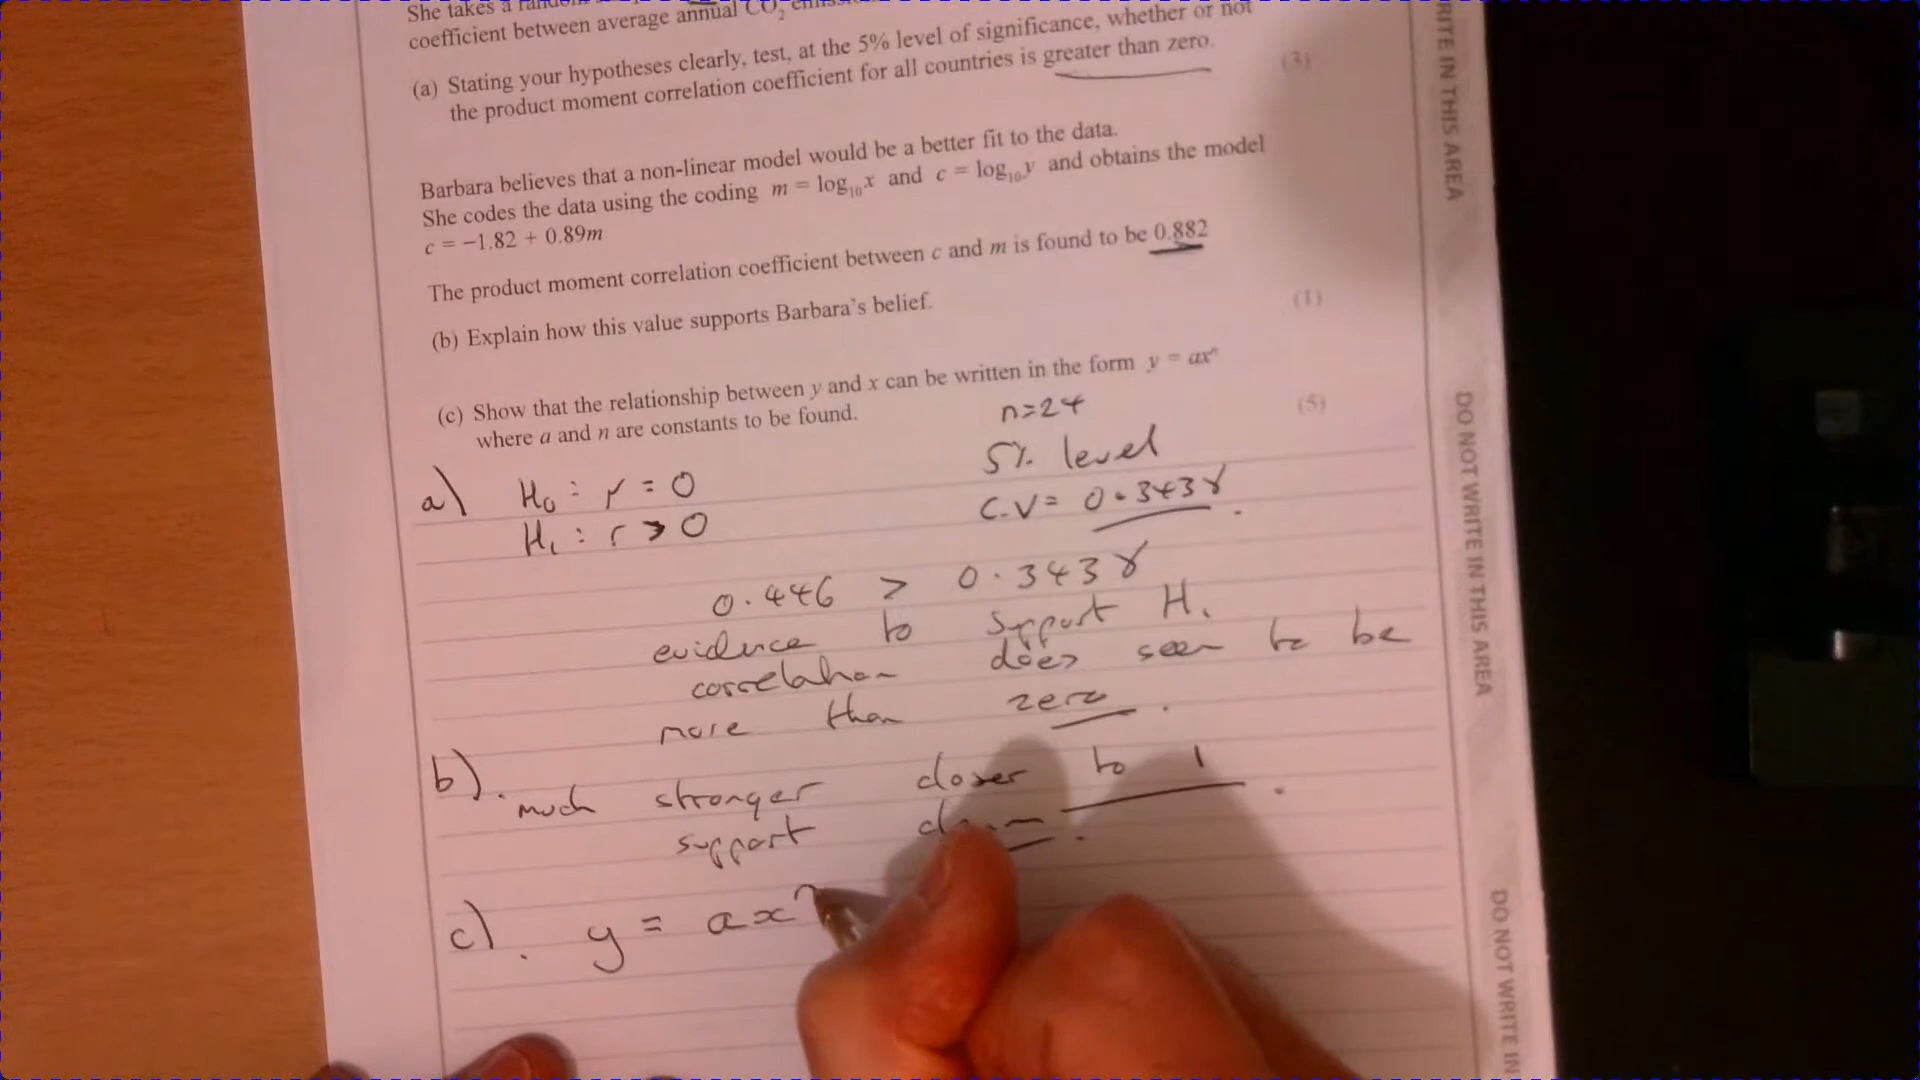 She takes a
coefficient between average annual CO₂
(a) Stating your hypotheses clearly, test, at the 5% level of significance, whether or not
the product moment correlation coefficient for all countries is greater than zero.
(3)
Barbara believes that a non-linear model would be a better fit to the data.
She codes the data using the coding m = log₁₀x and c = log₁₀y and obtains the model
c = −1.82 + 0.89m
The product moment correlation coefficient between c and m is found to be 0.882
(b) Explain how this value supports Barbara's belief.
(1)
(c) Show that the relationship between y and x can be written in the form y = axⁿ
where a and n are constants to be found.
(5)
n=24
5% level
C.V = 0.3438.
a) H₀ : r = 0
H₁ : r > 0
0.446 > 0.3438
evidence to support H₁
correlation does seem to be
more than zero.
b). much stronger closer to 1.
support
c). y = ax
RITE IN THIS AREA
DO NOT WRITE IN THIS AREA
DO NOT WRITE IN